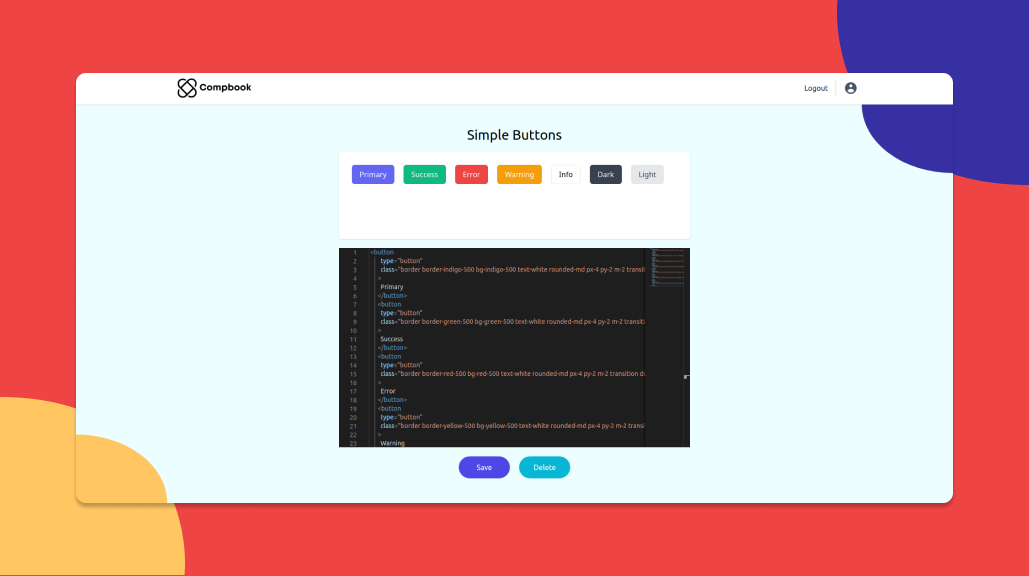 Compbook
Logout
Simple Buttons
Primary Success Error Warning Info Dark Light
1 <button
2 type="button"
3 class="border border-indigo-500 bg-indigo-500 text-white rounded-md px-4 py-2 m-2 transit
4 >
5 Primary
6 </button>
7 <button
8 type="button"
9 class="border border-green-500 bg-green-500 text-white rounded-md px-4 py-2 m-2 transiti
10 >
11 Success
12 </button>
13 <button
14 type="button"
15 class="border border-red-500 bg-red-500 text-white rounded-md px-4 py-2 m-2 transition d
16 >
17 Error
18 </button>
19 <button
20 type="button"
21 class="border border-yellow-500 bg-yellow-500 text-white rounded-md px-4 py-2 m-2 transi
22 >
23 Warning
Save Delete